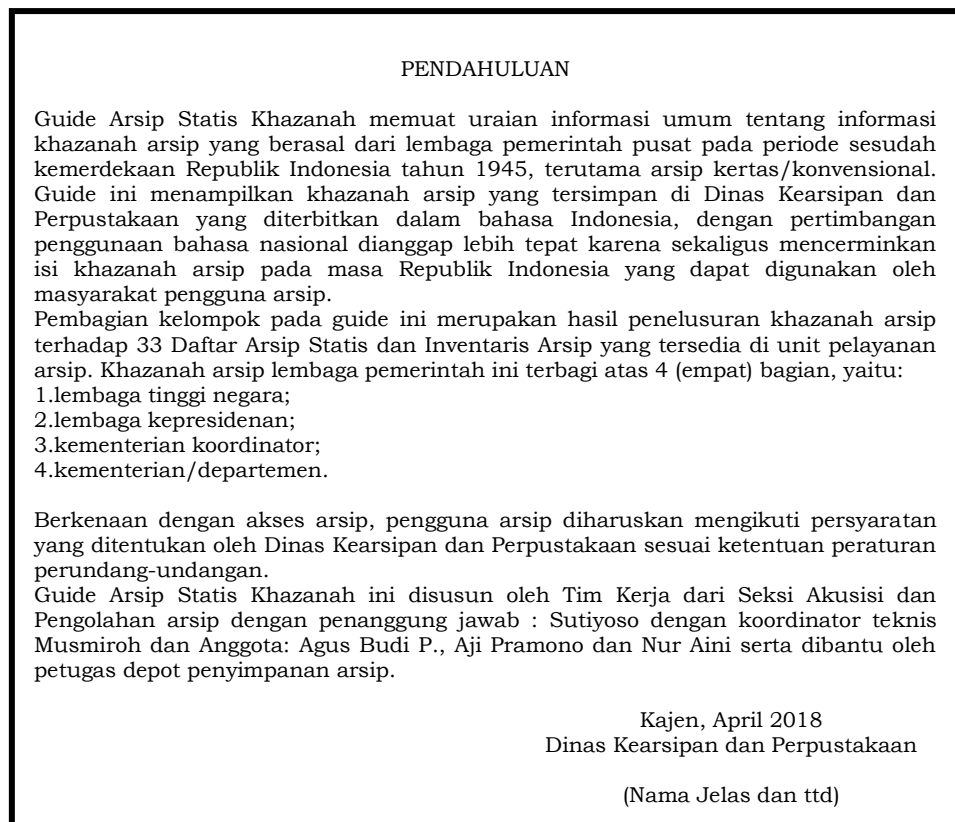 PENDAHULUAN
Guide Arsip Statis Khazanah memuat uraian informasi umum tentang informasi
khazanah arsip yang berasal dari lembaga pemerintah pusat pada periode sesudah
kemerdekaan Republik Indonesia tahun 1945, terutama arsip kertas/konvensional.
Guide ini menampilkan khazanah arsip yang tersimpan di Dinas Kearsipan dan
Perpustakaan yang diterbitkan dalam bahasa Indonesia, dengan pertimbangan
penggunaan bahasa nasional dianggap lebih tepat karena sekaligus mencerminkan
isi khazanah arsip pada masa Republik Indonesia yang dapat digunakan oleh
masyarakat pengguna arsip.
Pembagian kelompok pada guide ini merupakan hasil penelusuran khazanah arsip
terhadap 33 Daftar Arsip Statis dan Inventaris Arsip yang tersedia di unit pelayanan
arsip. Khazanah arsip lembaga pemerintah ini terbagi atas 4 (empat) bagian, yaitu:
1.lembaga tinggi negara;
2.lembaga kepresidenan;
3.kementerian koordinator;
4.kementerian/departemen.
Berkenaan dengan akses arsip, pengguna arsip diharuskan mengikuti persyaratan
yang ditentukan oleh Dinas Kearsipan dan Perpustakaan sesuai ketentuan peraturan
perundang-undangan.
Guide Arsip Statis Khazanah ini disusun oleh Tim Kerja dari Seksi Akusisi dan
Pengolahan arsip dengan penanggung jawab : Sutiyoso dengan koordinator teknis
Musmiroh dan Anggota: Agus Budi P., Aji Pramono dan Nur Aini serta dibantu oleh
petugas depot penyimpanan arsip.
Kajen, April 2018
Dinas Kearsipan dan Perpustakaan
(Nama Jelas dan ttd)